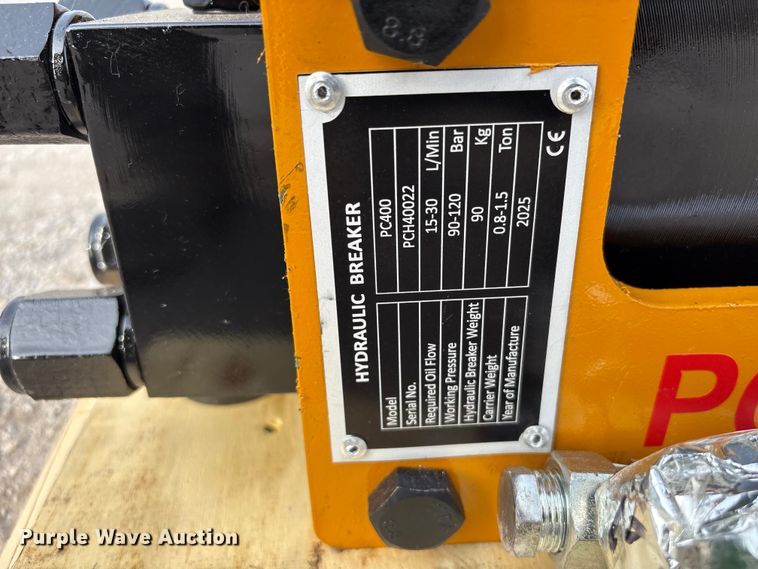 8.8
HYDRAULIC BREAKER
Model PC400
Serial No. PCH40022
Required Oil Flow 15-30 L/Min
Working Pressure 90-120 Bar
Hydraulic Breaker Weight 90 Kg
Carrier Weight 0.8-1.5 Ton
Year of Manufacture 2025
CE
Purple Wave Auction